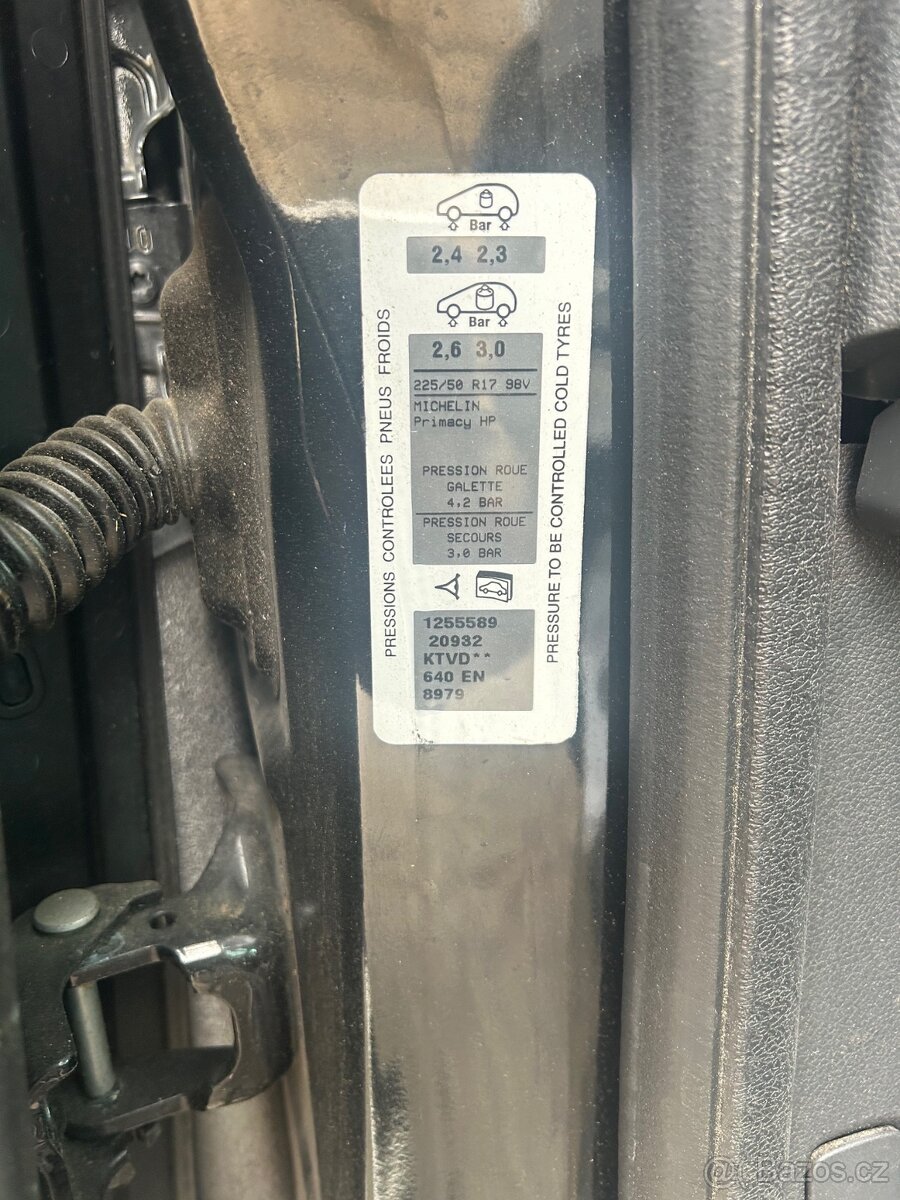 Bar
2,4 2,3
Bar
2,6 3,0
225/50 R17 98V
MICHELIN
Primacy HP
PRESSION ROUE
GALETTE
4,2 BAR
PRESSION ROUE
SECOURS
3,0 BAR
1255589
20932
KTVD**
640 EN
8979
PRESSIONS CONTROLEES PNEUS FROIDS
PRESSURE TO BE CONTROLLED COLD TYRES
Bazos.cz